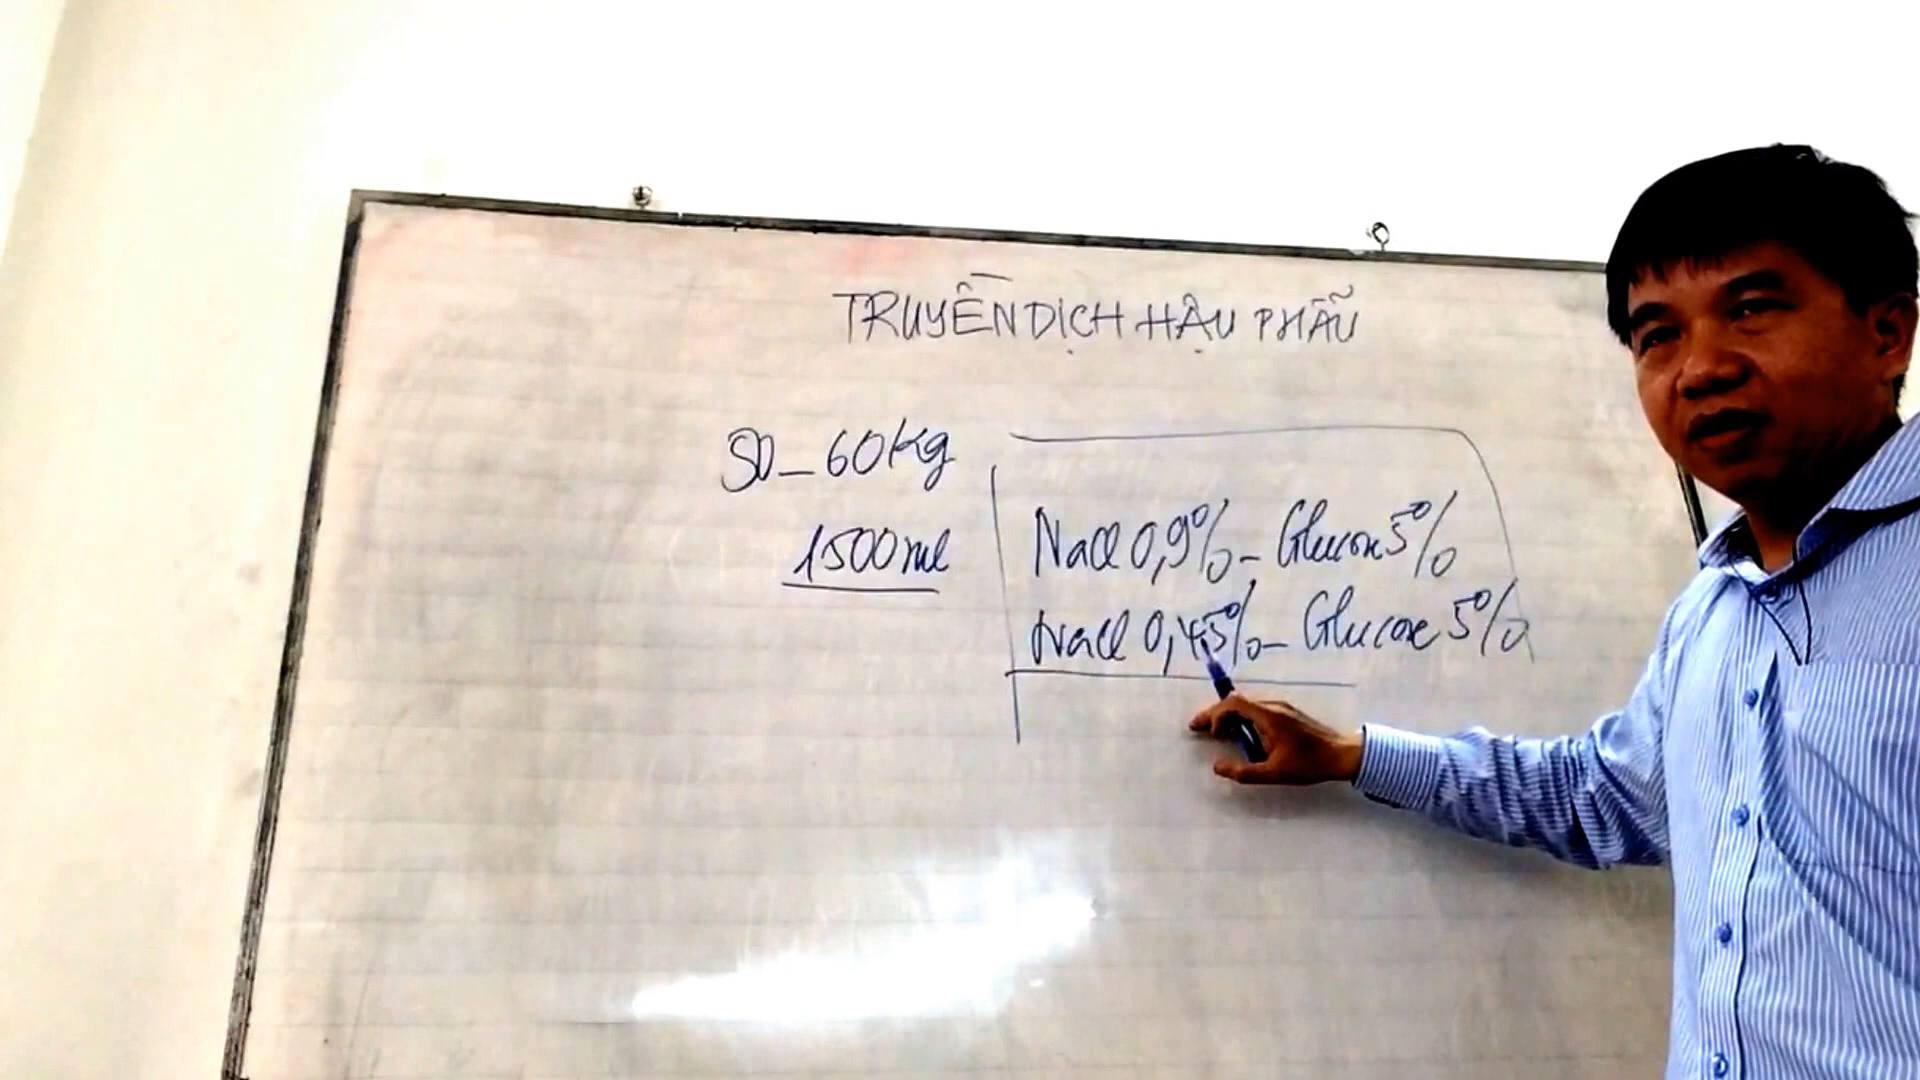 TRUYỀN DỊCH HẬU PHẪU
50_60kg
1500ml
NaCl 0,9%_ Glucose 5%
NaCl 0,45%_ Glucose 5%